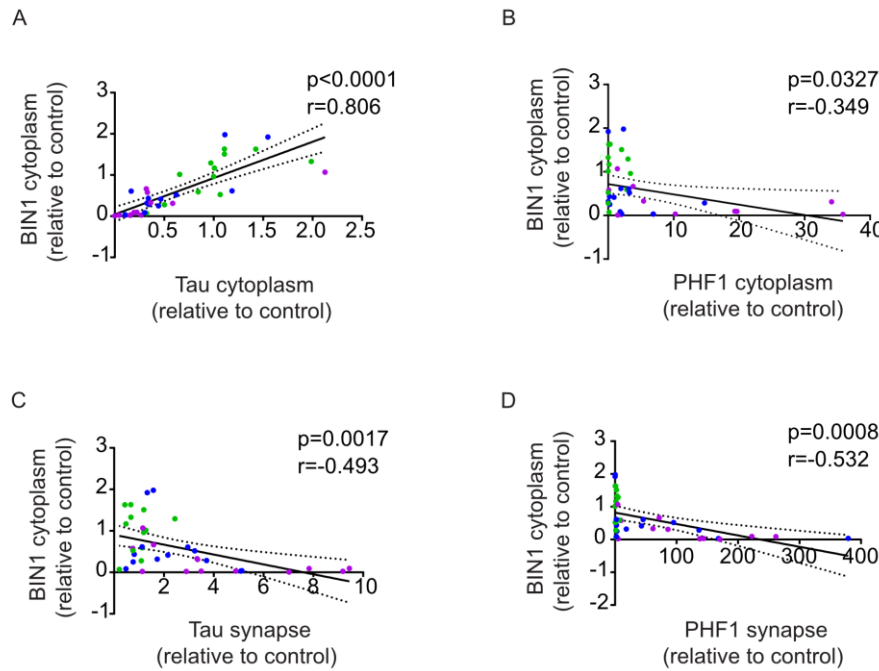 A
p<0.0001
r=0.806
BIN1 cytoplasm
(relative to control)
3
2
1
0
-1
0.5
1.0
1.5
2.0
2.5
Tau cytoplasm
(relative to control)
B
p=0.0327
r=-0.349
BIN1 cytoplasm
(relative to control)
3
2
1
0
-1
10
20
30
40
PHF1 cytoplasm
(relative to control)
C
p=0.0017
r=-0.493
BIN1 cytoplasm
(relative to control)
3
2
1
0
-1
2
4
6
8
10
Tau synapse
(relative to control)
D
p=0.0008
r=-0.532
BIN1 cytoplasm
(relative to control)
3
2
1
0
-1
-2
100
200
300
400
PHF1 synapse
(relative to control)